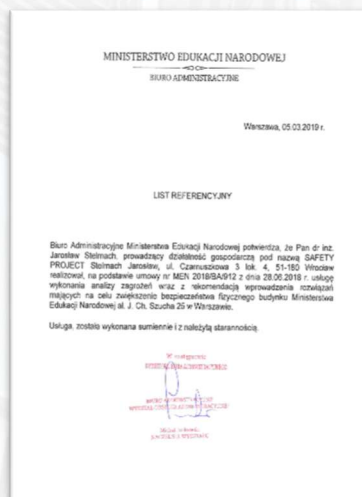 MINISTERSTWO EDUKACJI NARODOWEJ
BIURO ADMINISTRACYJNE
Warszawa, 05.03.2019 r.
LIST REFERENCYJNY
Biuro Administracyjne Ministerstwa Edukacji Narodowej potwierdza, że Pan dr inż.
Jarosław Stelmach, prowadzący działalność gospodarczą pod nazwą SAFETY
PROJECT Stelmach Jarosław, ul. Czarnuszkowa 3 lok. 4, 51-180 Wrocław
realizował, na podstawie umowy nr MEN 2018/BA/912 z dnia 28.06.2018 r. usługę
wykonania analizy zagrożeń wraz z rekomendacją wprowadzenia rozwiązań
mających na celu zwiększenie bezpieczeństwa fizycznego budynku Ministerstwa
Edukacji Narodowej al. J. Ch. Szucha 25 w Warszawie.
Usługa, została wykonana sumiennie i z należytą starannością.
W zastępstwie